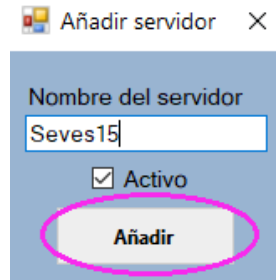 Añadir servidor
Nombre del servidor
Seves15
Activo
Añadir